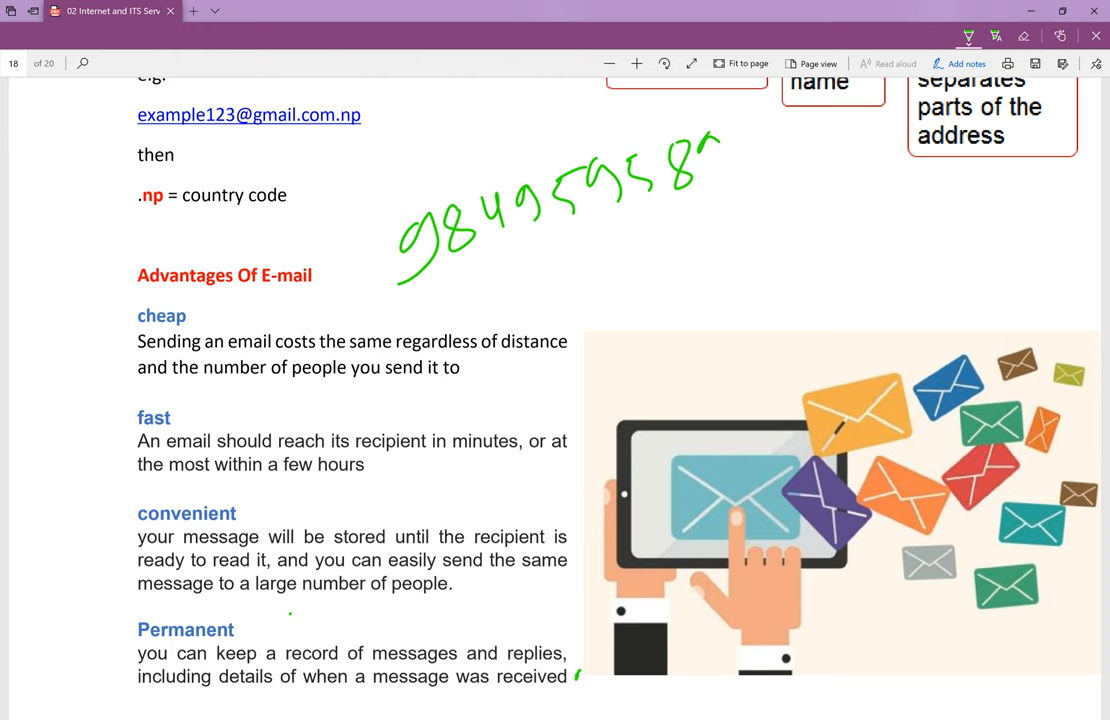 02 Internet and ITS Serv
18 of 20
Fit to page
Page view
Read aloud
Add notes
e.g.
example123@gmail.com.np
then
.np = country code
name
separates
parts of the
address
984959958
Advantages Of E-mail
cheap
Sending an email costs the same regardless of distance
and the number of people you send it to
fast
An email should reach its recipient in minutes, or at
the most within a few hours
convenient
your message will be stored until the recipient is
ready to read it, and you can easily send the same
message to a large number of people.
Permanent
you can keep a record of messages and replies,
including details of when a message was received